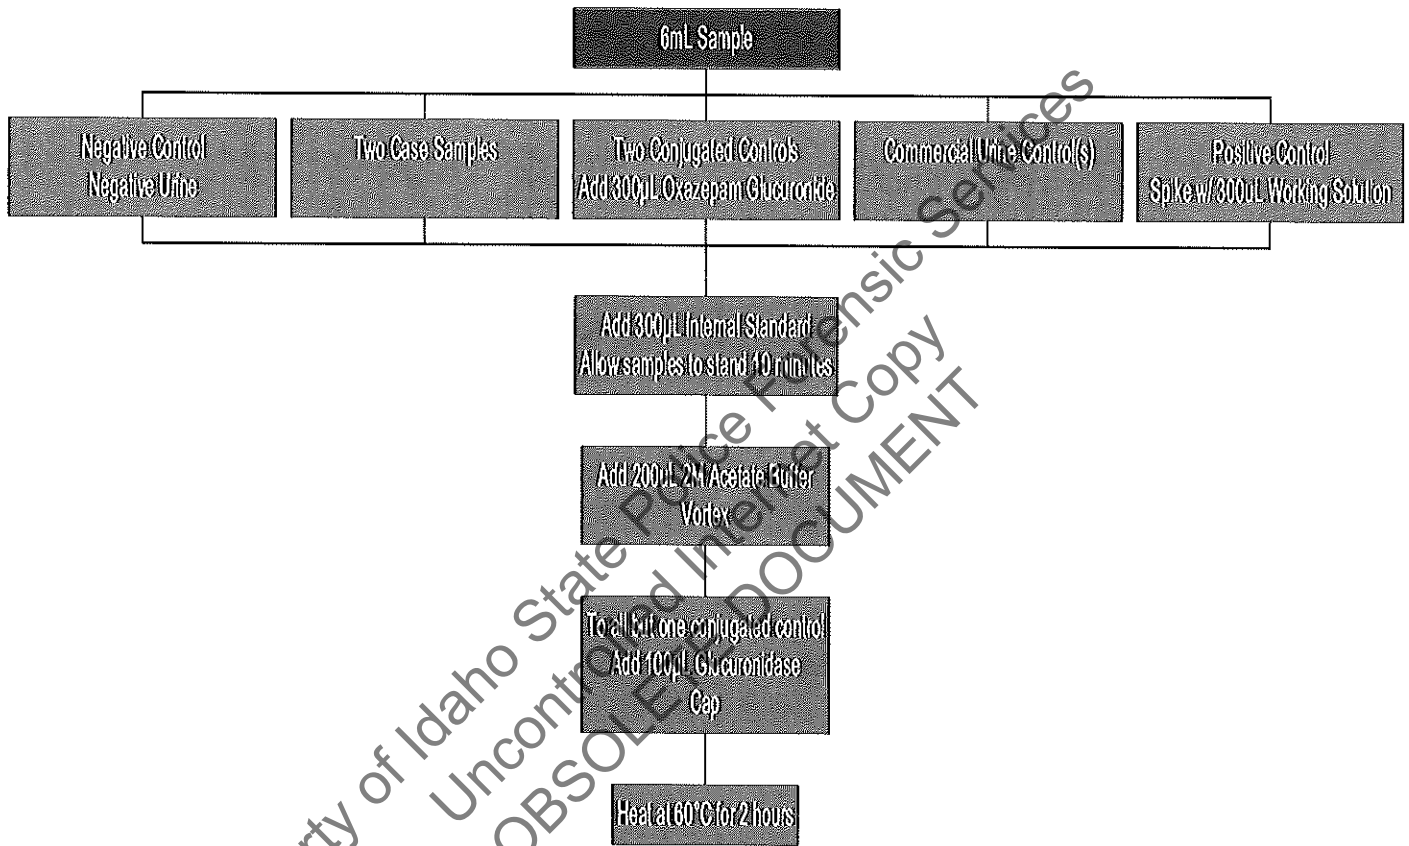 6mL Sample
Negative Control
Negative Urine
Two Case Samples
Two Conjugated Controls
Add 300µL Oxazepam Glucuronide
Commercial Urine Control(s)
Positive Control
Spike w/ 300uL Working Solution
Add 300µL Internal Standard
Allow samples to stand 10 minutes
Add 200uL 2M Acetate Buffer
Vortex
To all but one conjugated control
Add 100µL Glucuronidase
Cap
Heat at 60°C for 2 hours
rty of Idaho State Police Forensic Services
Uncontrolled Internet Copy
OBSOLETE DOCUMENT